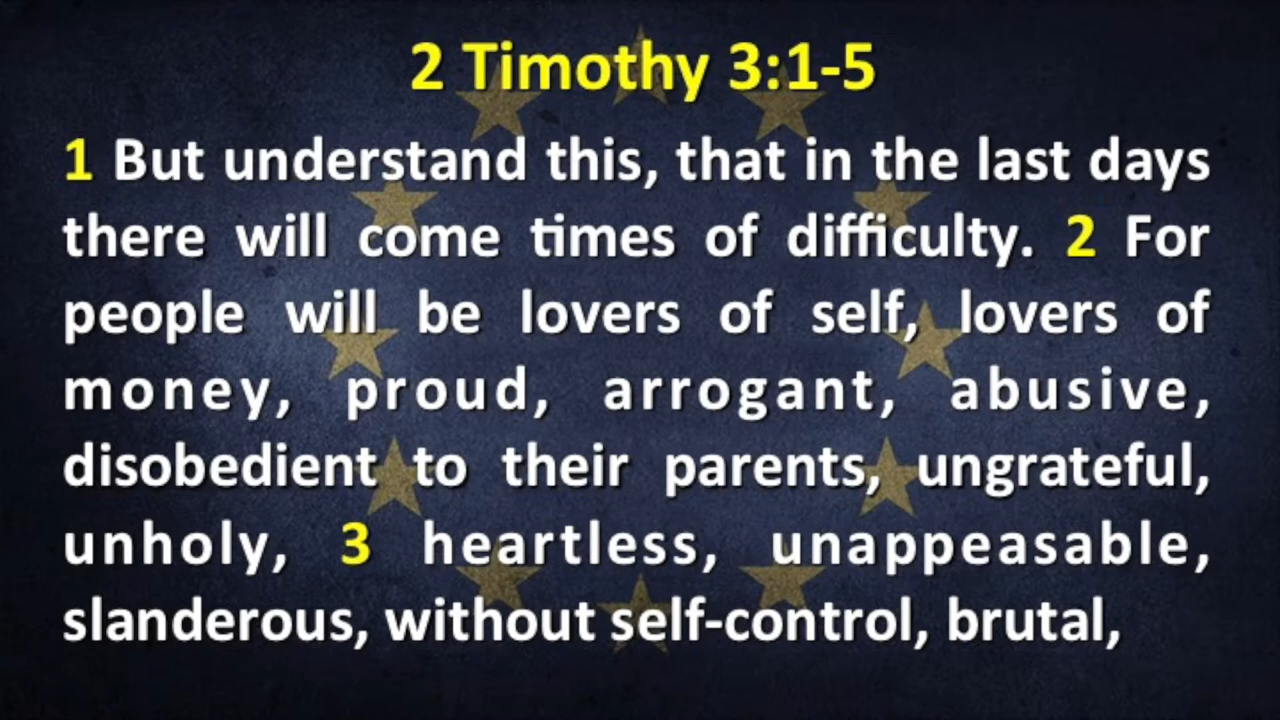 2 Timothy 3:1-5
1 But understand this, that in the last days
there will come times of difficulty. 2 For
people will be lovers of self, lovers of
money, proud, arrogant, abusive,
disobedient to their parents, ungrateful,
unholy, 3 heartless, unappeasable,
slanderous, without self-control, brutal,